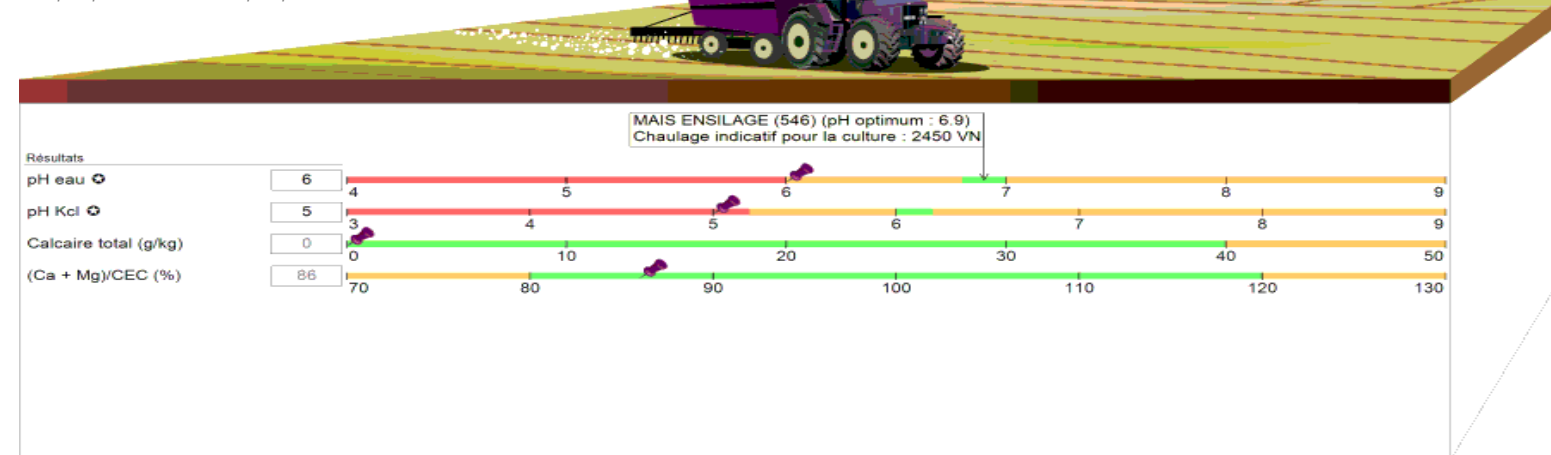 MAIS ENSILAGE (546) (pH optimum : 6.9)
Chaulage indicatif pour la culture : 2450 VN
Résultats
pH eau ✪ 6
4 5 6 7 8 9
pH Kcl ✪ 5
3 4 5 6 7 8 9
Calcaire total (g/kg) 0
0 10 20 30 40 50
(Ca + Mg)/CEC (%) 86
70 80 90 100 110 120 130